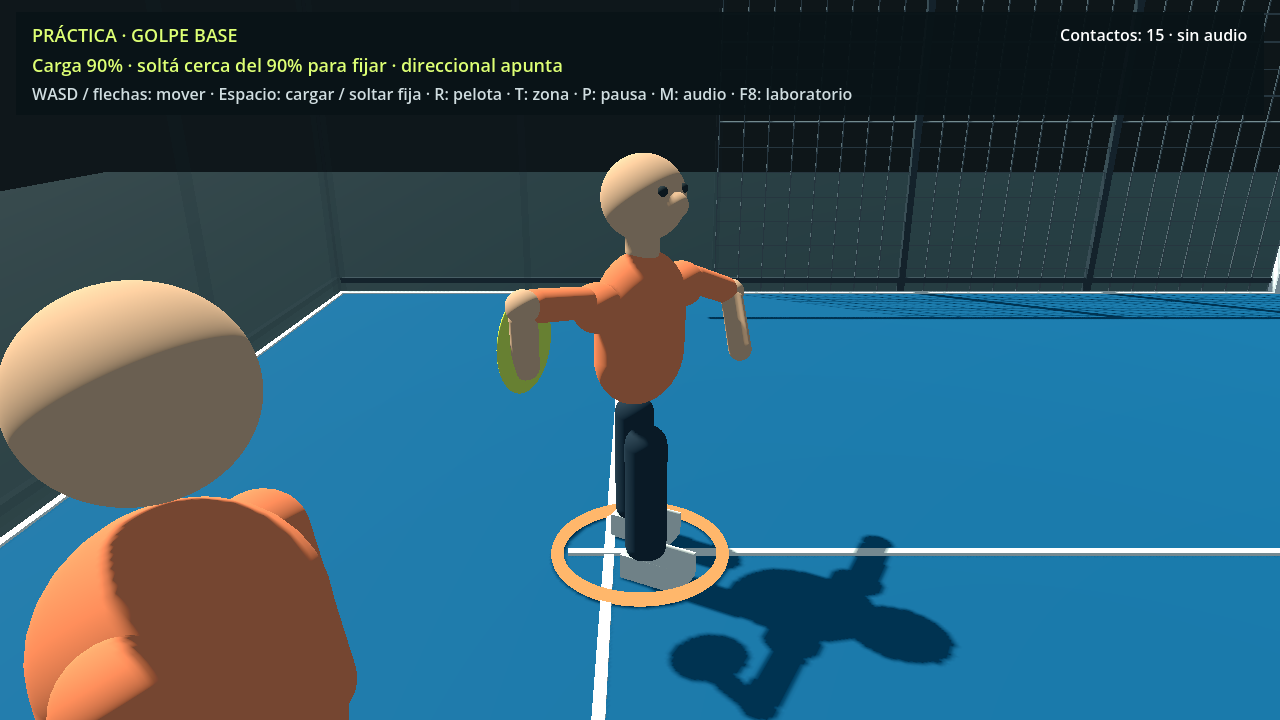 PRÁCTICA · GOLPE BASE
Contactos: 15 · sin audio
Carga 90% · soltá cerca del 90% para fijar · direccional apunta
WASD / flechas: mover · Espacio: cargar / soltar fija · R: pelota · T: zona · P: pausa · M: audio · F8: laboratorio